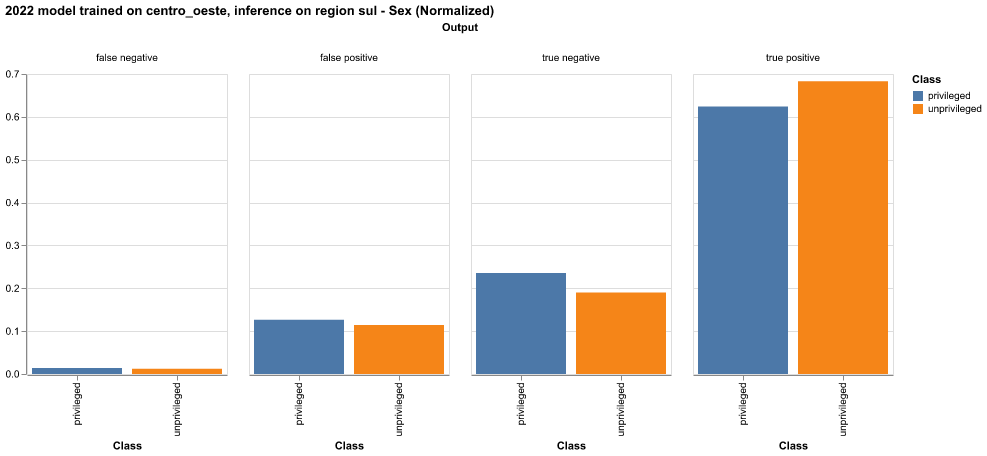 2022 model trained on centro_oeste, inference on region sul - Sex (Normalized)
Output
false negative
false positive
true negative
true positive
0.7
0.6
0.5
0.4
0.3
0.2
0.1
0.0
privileged
unprivileged
privileged
unprivileged
privileged
unprivileged
privileged
unprivileged
Class
Class
Class
Class
Class
privileged
unprivileged